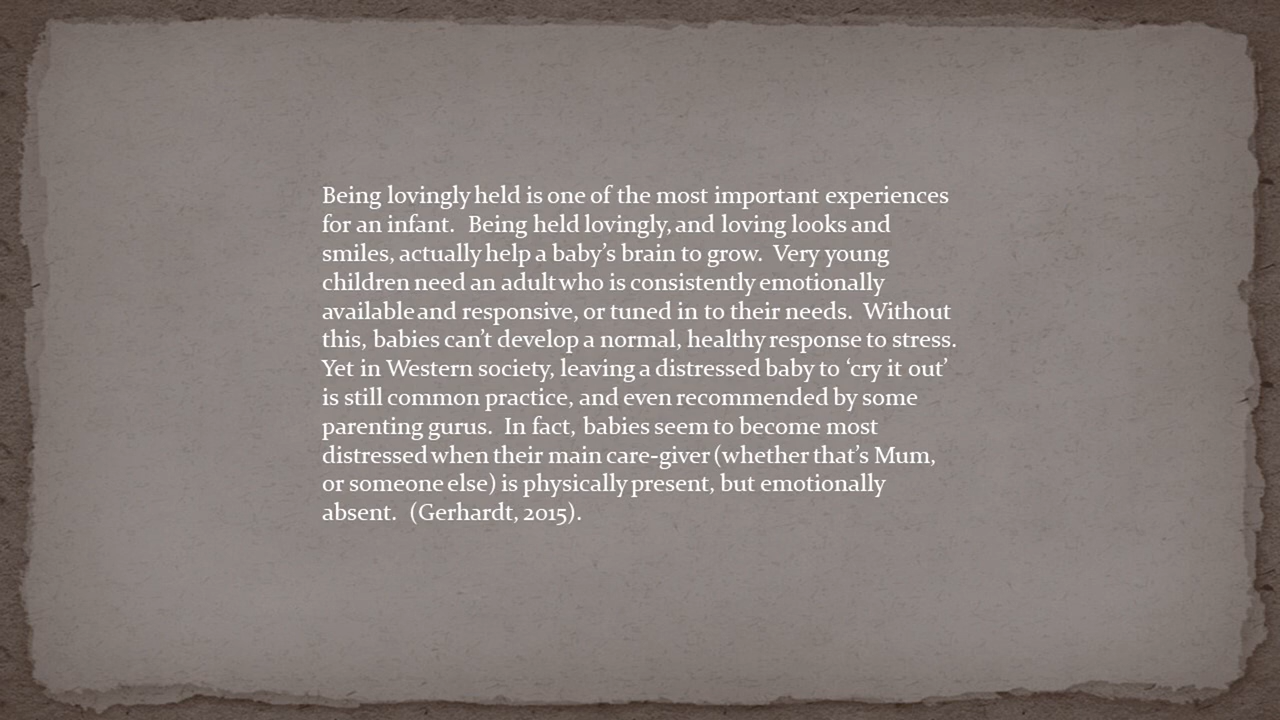 Being lovingly held is one of the most important experiences
for an infant.  Being held lovingly, and loving looks and
smiles, actually help a baby’s brain to grow.  Very young
children need an adult who is consistently emotionally
available and responsive, or tuned in to their needs.  Without
this, babies can’t develop a normal, healthy response to stress.
Yet in Western society, leaving a distressed baby to ‘cry it out’
is still common practice, and even recommended by some
parenting gurus.  In fact, babies seem to become most
distressed when their main care-giver (whether that’s Mum,
or someone else) is physically present, but emotionally
absent.  (Gerhardt, 2015).